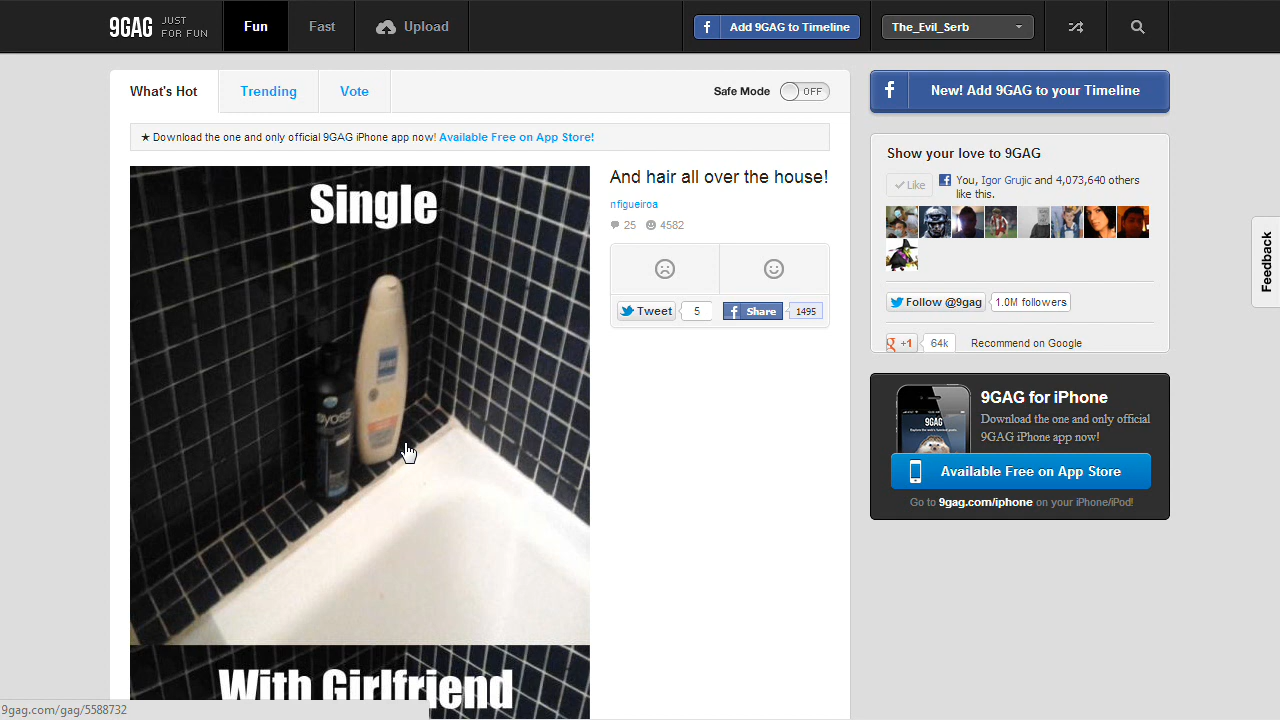 9GAG JUST FOR FUN
Fun
Fast
Upload
Add 9GAG to Timeline
The_Evil_Serb
What's Hot
Trending
Vote
Safe Mode
OFF
★ Download the one and only official 9GAG iPhone app now! Available Free on App Store!
Single
With Girlfriend
And hair all over the house!
nfigueiroa
25 4582
Tweet 5 Share 1495
New! Add 9GAG to your Timeline
Show your love to 9GAG
Like You, Igor Grujic and 4,073,640 others
like this.
Follow @9gag 1.0M followers
g +1 64k Recommend on Google
9GAG
9GAG for iPhone
Download the one and only official
9GAG iPhone app now!
Available Free on App Store
Go to 9gag.com/iphone on your iPhone/iPod!
Feedback
9gag.com/gag/5588732